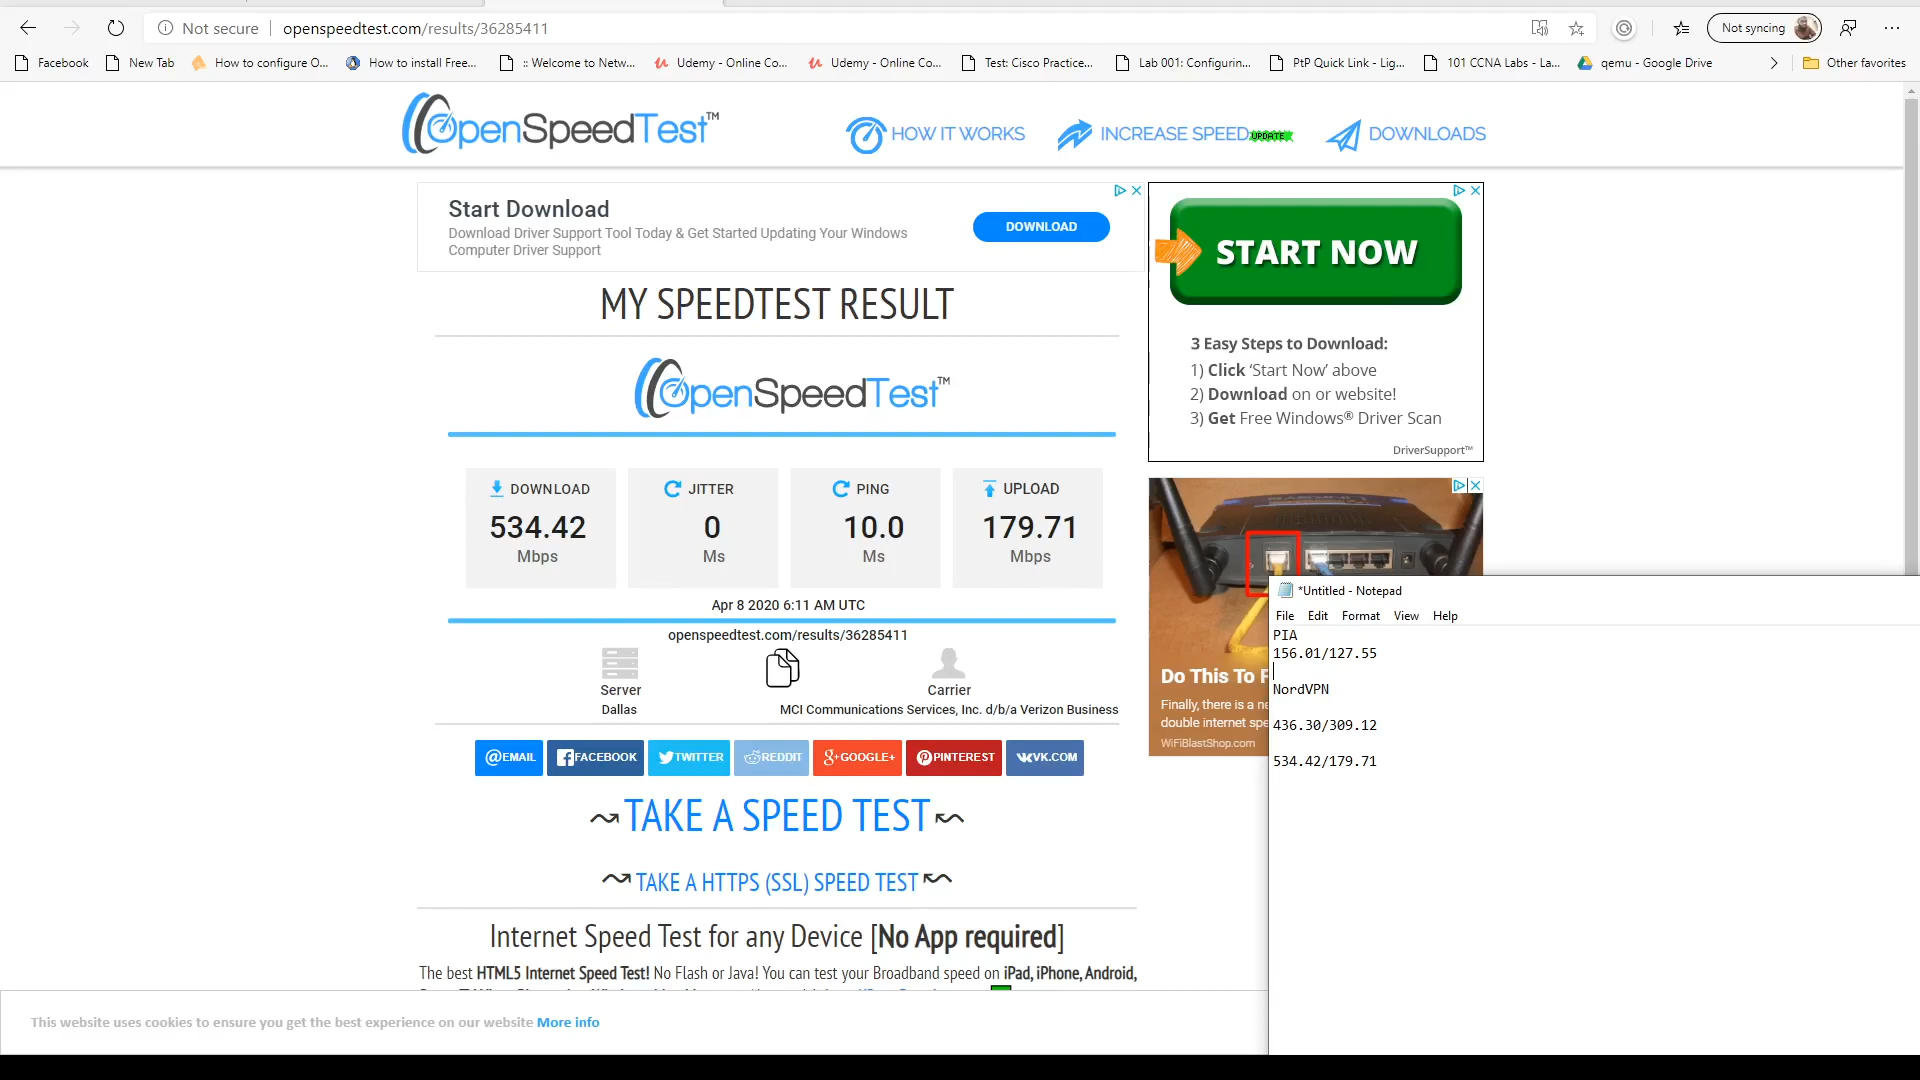 Not secure
openspeedtest.com/results/36285411
Not syncing
Facebook
New Tab
How to configure O...
How to install Free...
:: Welcome to Netw...
Udemy - Online Co...
Udemy - Online Co...
Test: Cisco Practice...
Lab 001: Configurin...
PtP Quick Link - Lig...
101 CCNA Labs - La...
qemu - Google Drive
Other favorites
OpenSpeedTest™
HOW IT WORKS
INCREASE SPEED
UPDATE
DOWNLOADS
Start Download
Download Driver Support Tool Today & Get Started Updating Your Windows
Computer Driver Support
DOWNLOAD
START NOW
3 Easy Steps to Download:
1) Click ‘Start Now’ above
2) Download on or website!
3) Get Free Windows® Driver Scan
DriverSupport™
MY SPEEDTEST RESULT
OpenSpeedTest™
DOWNLOAD
534.42
Mbps
JITTER
0
Ms
PING
10.0
Ms
UPLOAD
179.71
Mbps
Apr 8 2020 6:11 AM UTC
openspeedtest.com/results/36285411
Server
Dallas
Carrier
MCI Communications Services, Inc. d/b/a Verizon Business
@EMAIL
FACEBOOK
TWITTER
REDDIT
g+GOOGLE+
PINTEREST
VK.COM
TAKE A SPEED TEST
TAKE A HTTPS (SSL) SPEED TEST
Internet Speed Test for any Device [No App required]
The best HTML5 Internet Speed Test! No Flash or Java! You can test your Broadband speed on iPad, iPhone, Android,
This website uses cookies to ensure you get the best experience on our website More info
Do This To F
Finally, there is a ne
double internet spe
WiFiBlastShop.com
*Untitled - Notepad
File Edit Format View Help
PIA
156.01/127.55
NordVPN
436.30/309.12
534.42/179.71